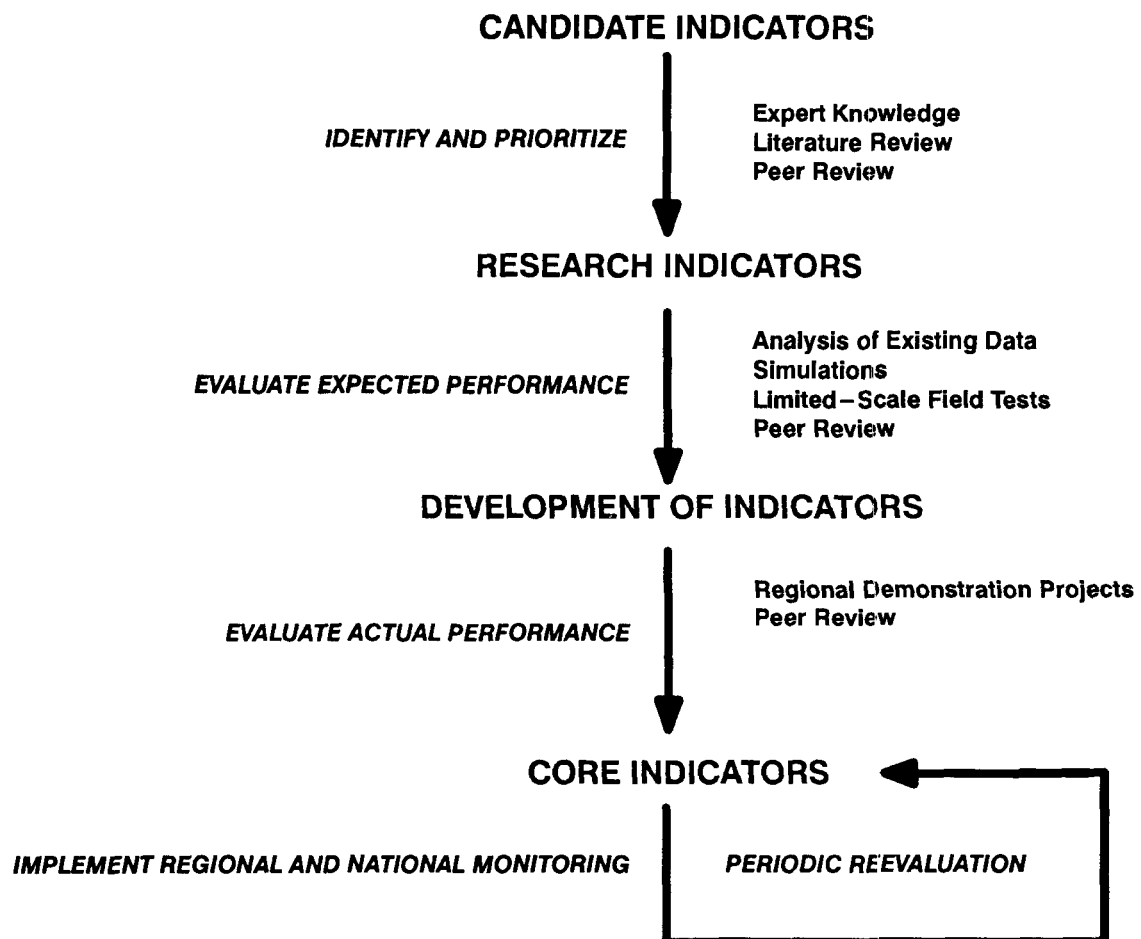 CANDIDATE INDICATORS
IDENTIFY AND PRIORITIZE
Expert Knowledge
Literature Review
Peer Review
RESEARCH INDICATORS
EVALUATE EXPECTED PERFORMANCE
Analysis of Existing Data
Simulations
Limited-Scale Field Tests
Peer Review
DEVELOPMENT OF INDICATORS
EVALUATE ACTUAL PERFORMANCE
Regional Demonstration Projects
Peer Review
CORE INDICATORS
IMPLEMENT REGIONAL AND NATIONAL MONITORING
PERIODIC REEVALUATION